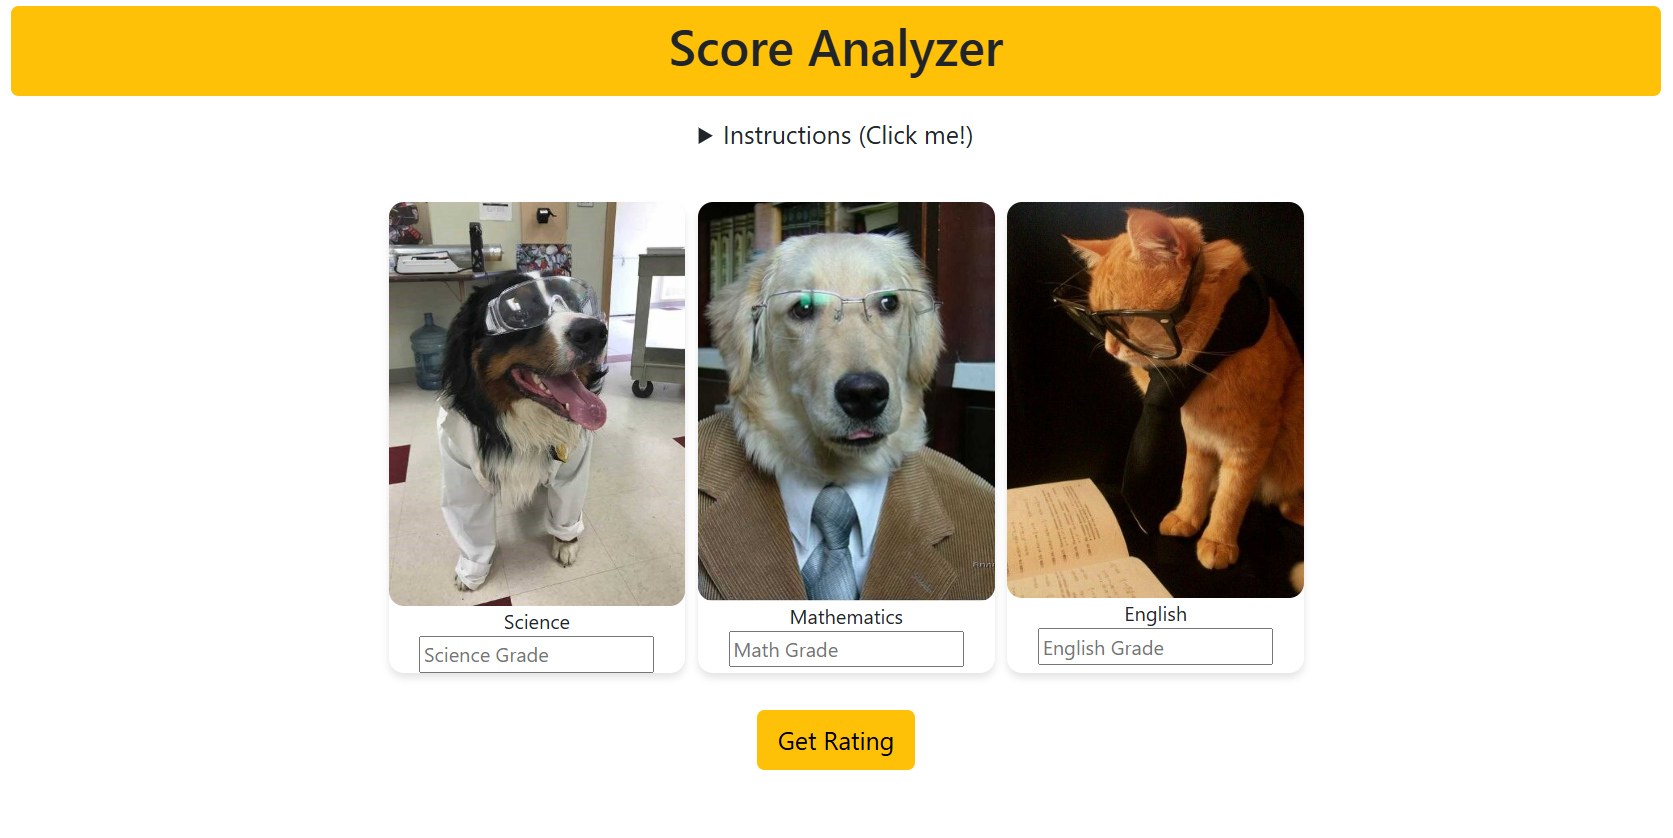 Score Analyzer
▶ Instructions (Click me!)
Science
Science Grade
Mathematics
Math Grade
English
English Grade
Get Rating